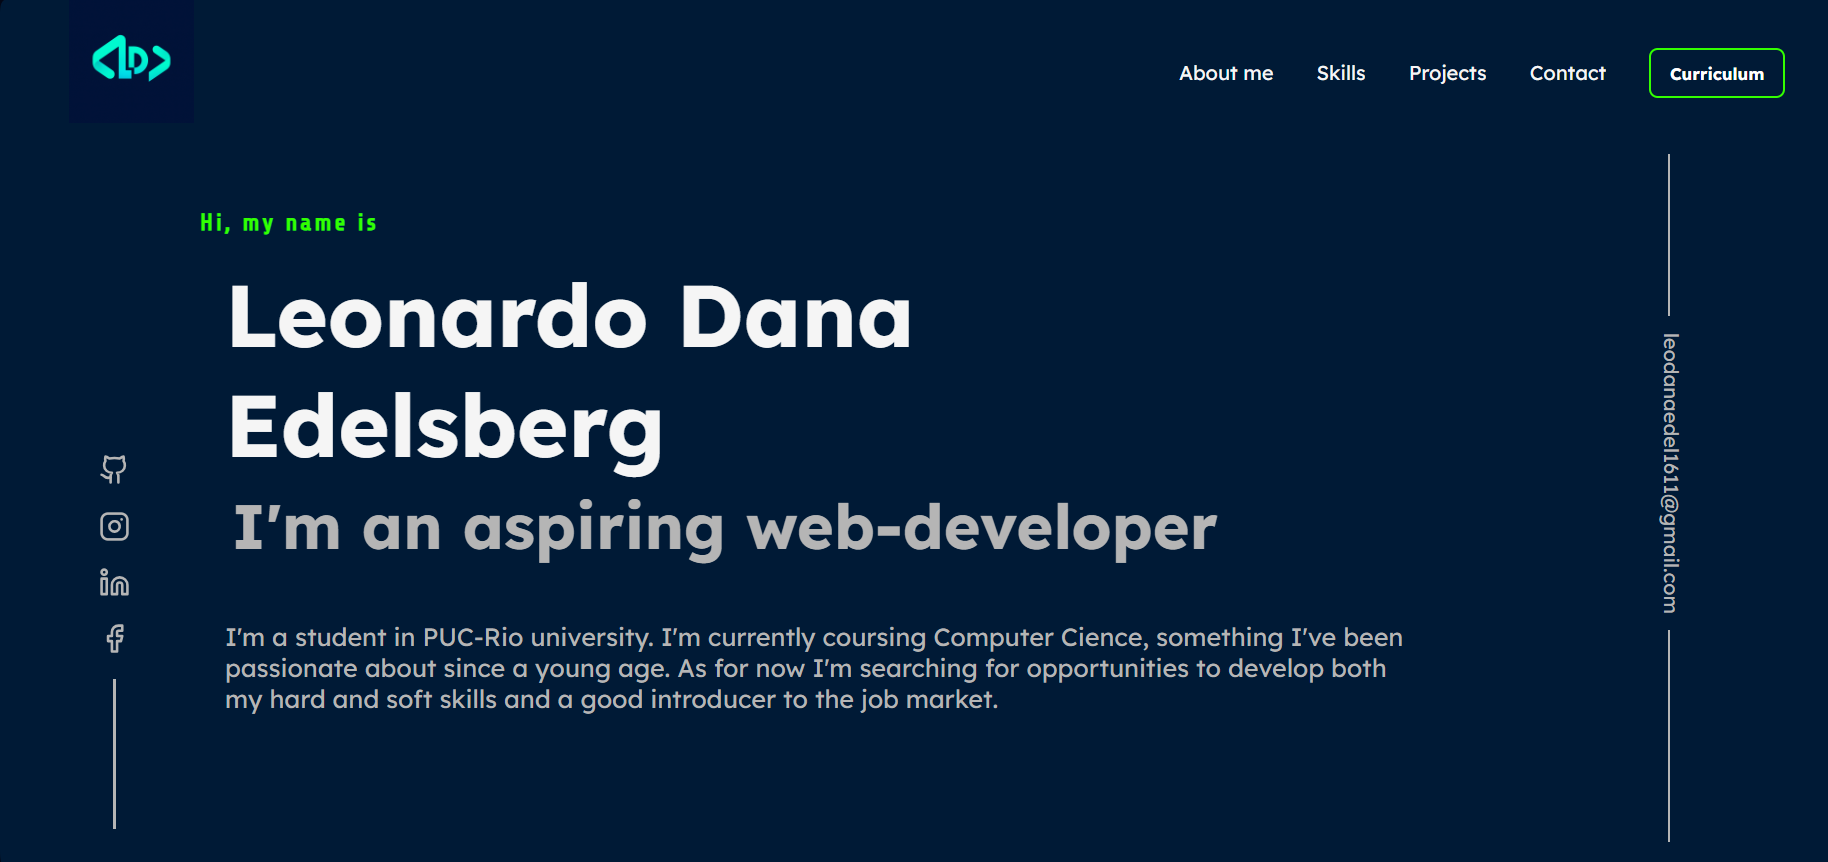 LD
About me
Skills
Projects
Contact
Curriculum
Hi, my name is
Leonardo Dana
Edelsberg
I'm an aspiring web-developer
I'm a student in PUC-Rio university. I'm currently coursing Computer Cience, something I've been
passionate about since a young age. As for now I'm searching for opportunities to develop both
my hard and soft skills and a good introducer to the job market.
leodanaedel1611@gmail.com